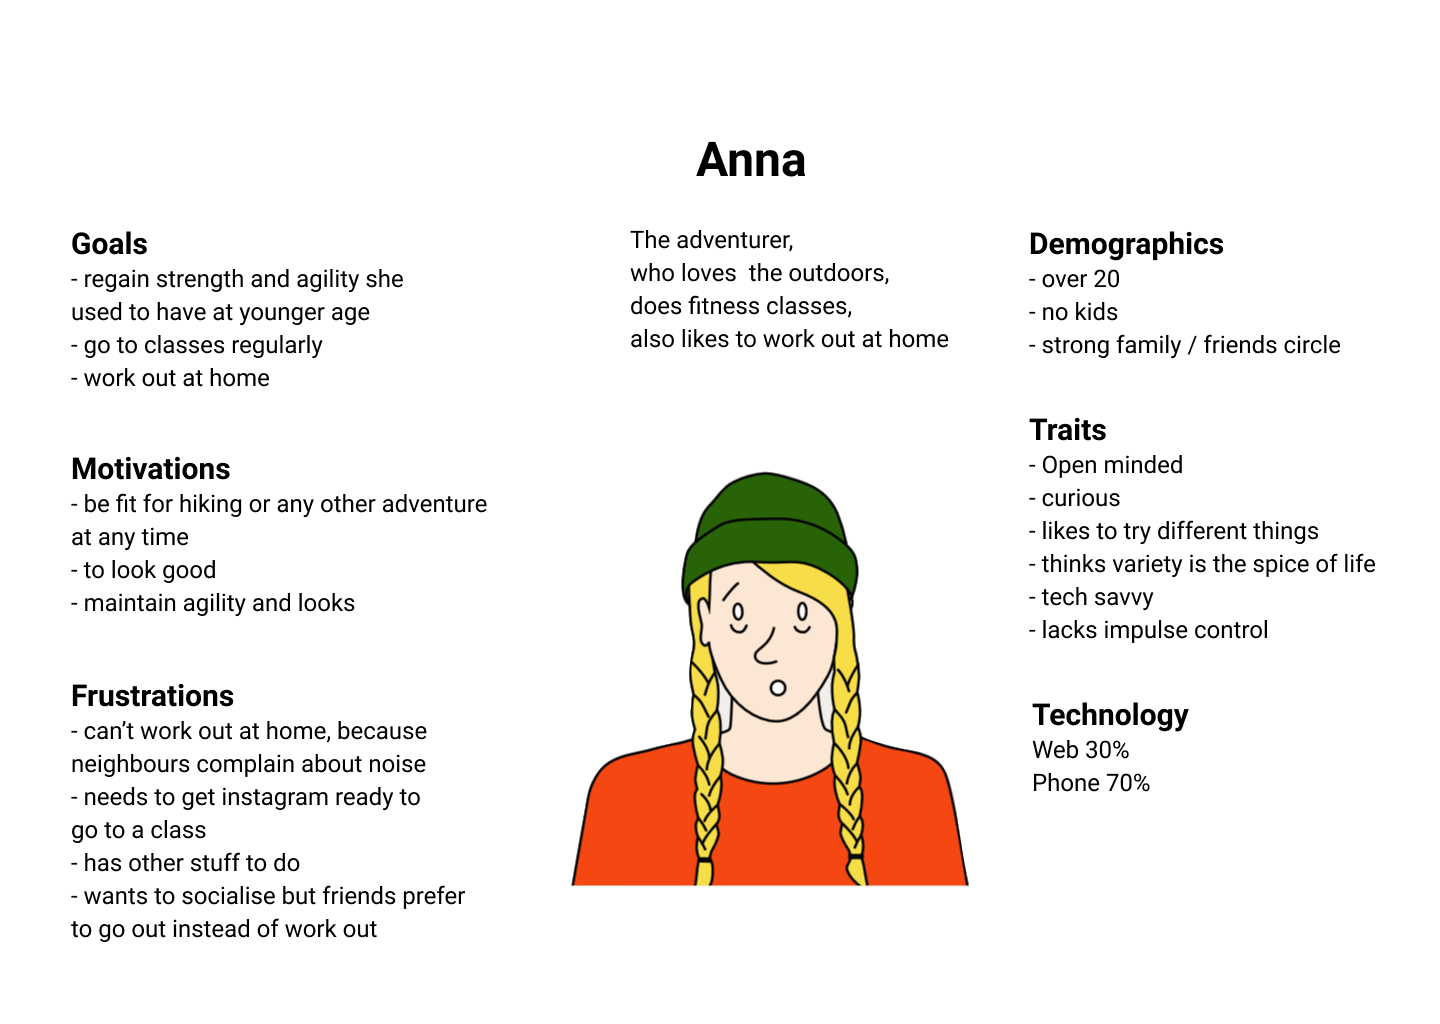 Anna
Goals
- regain strength and agility she
used to have at younger age
- go to classes regularly
- work out at home
Motivations
- be fit for hiking or any other adventure
at any time
- to look good
- maintain agility and looks
Frustrations
- can’t work out at home, because
neighbours complain about noise
- needs to get instagram ready to
go to a class
- has other stuff to do
- wants to socialise but friends prefer
to go out instead of work out
The adventurer,
who loves  the outdoors,
does fitness classes,
also likes to work out at home
Demographics
- over 20
- no kids
- strong family / friends circle
Traits
- Open minded
- curious
- likes to try different things
- thinks variety is the spice of life
- tech savvy
- lacks impulse control
Technology
Web 30%
Phone 70%